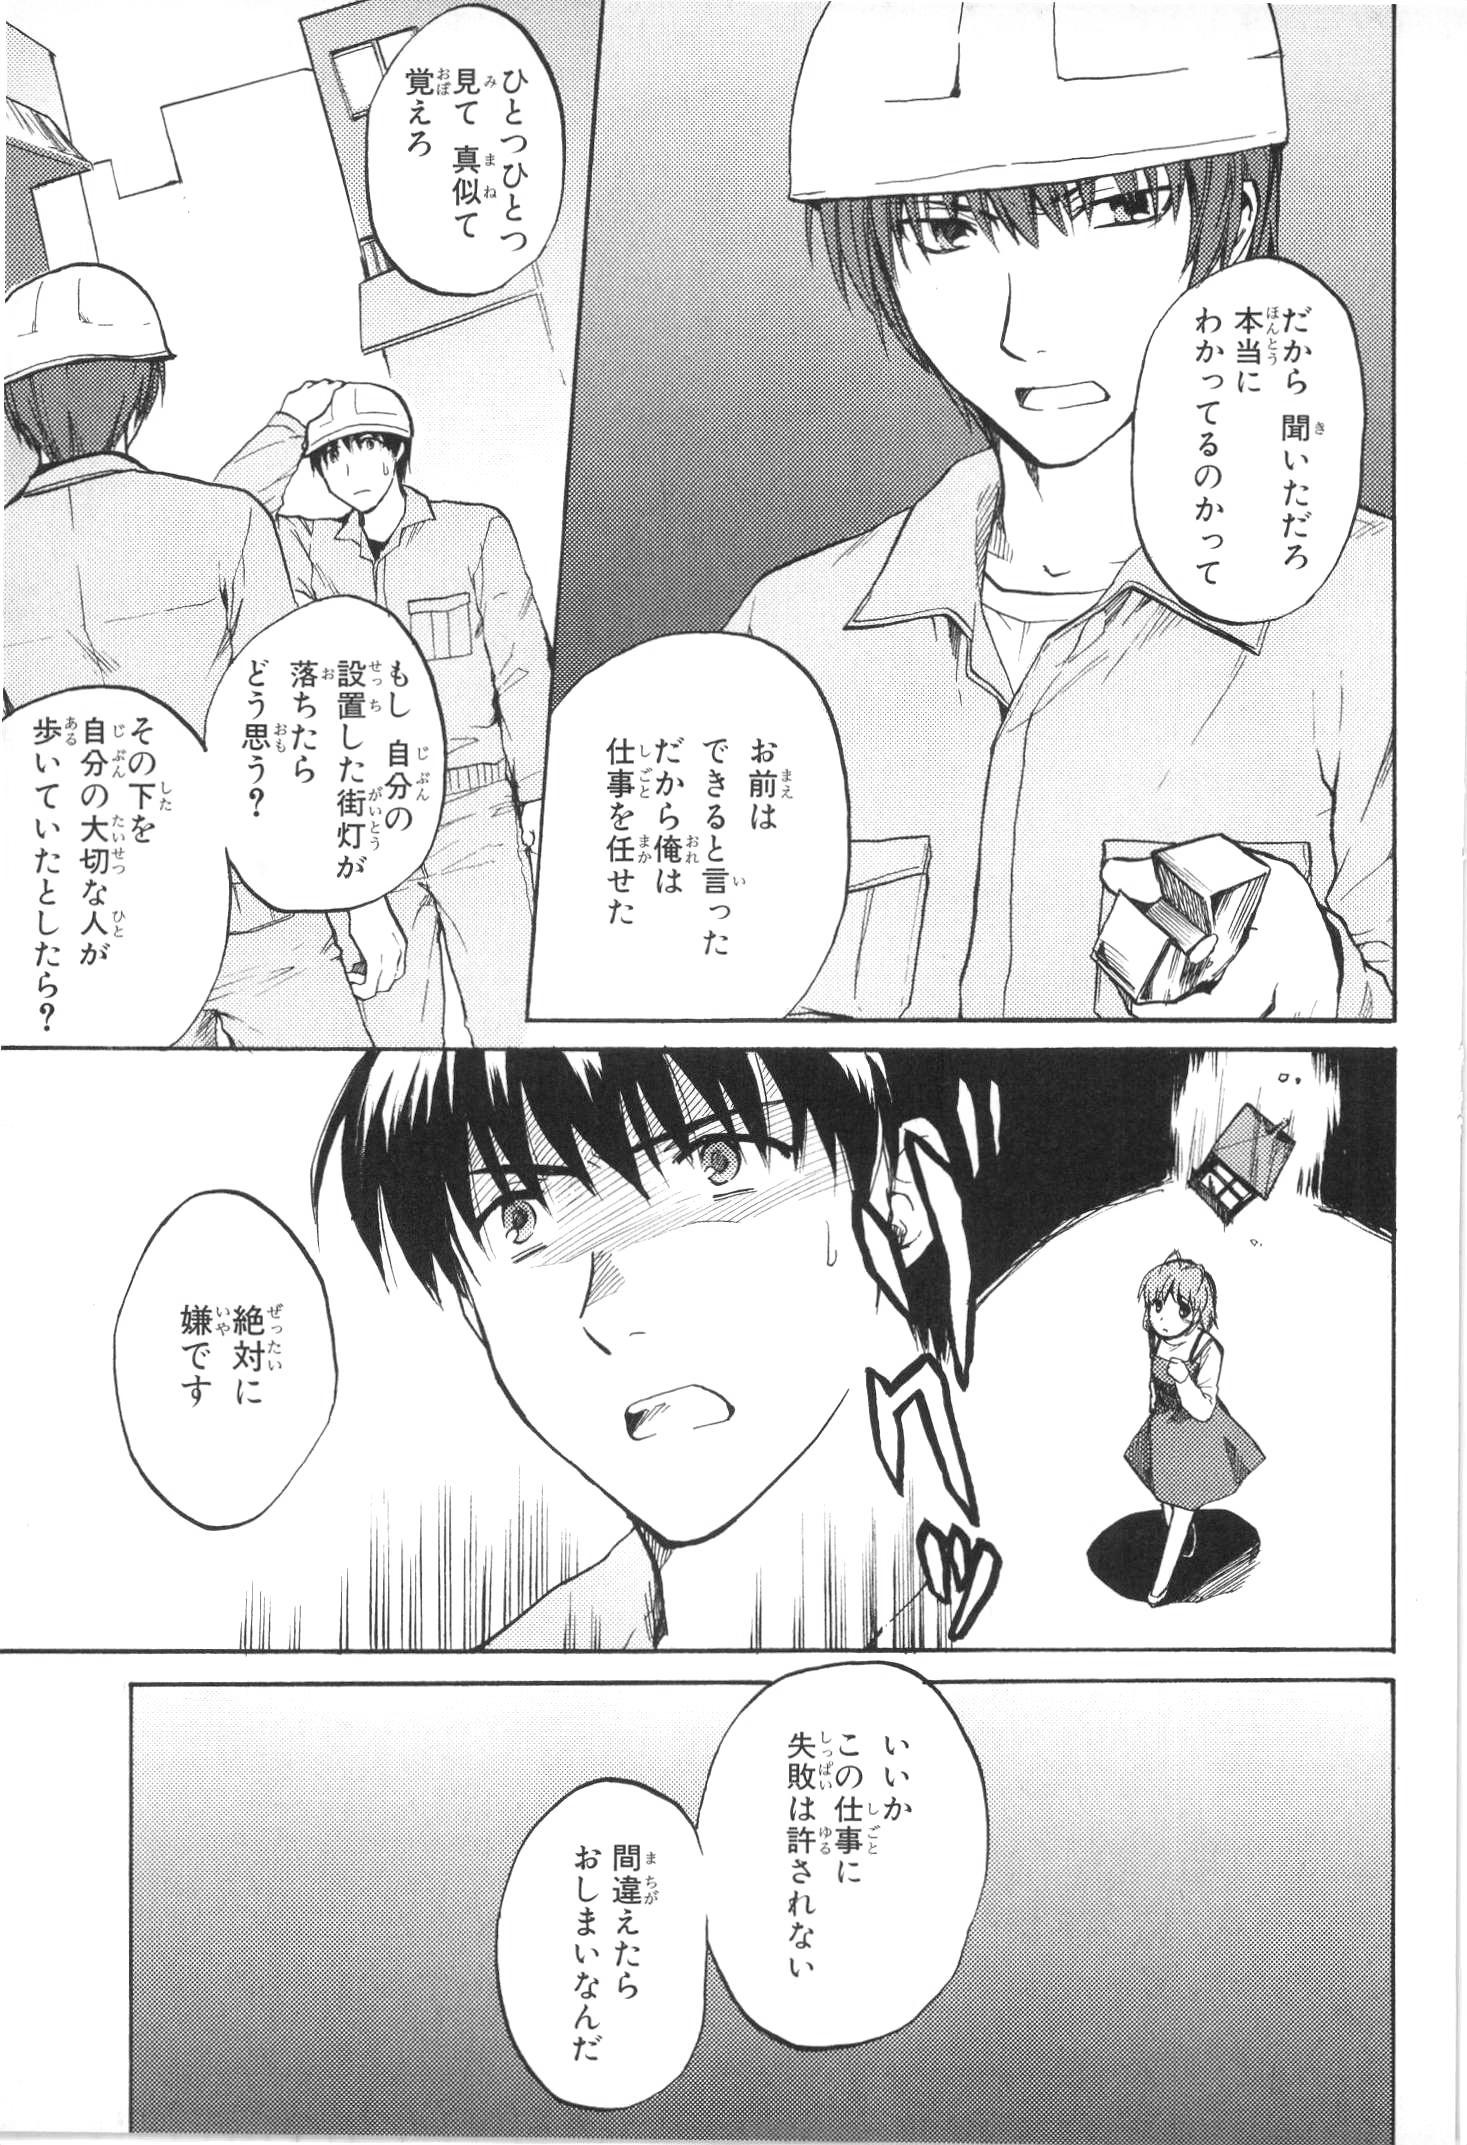 だから 聞いただろ
本当に
わかってるのかって
お前は
できると言った
だから俺は
仕事を任せた
ひとつひとつ
見て 真似て
覚えろ
もし 自分の
設置した街灯が
落ちたら
どう思う？
その下を
自分の大切な人が
歩いていたとしたら？
絶対に
嫌です
いいか
この仕事に
失敗は許されない
間違えたら
おしまいなんだ